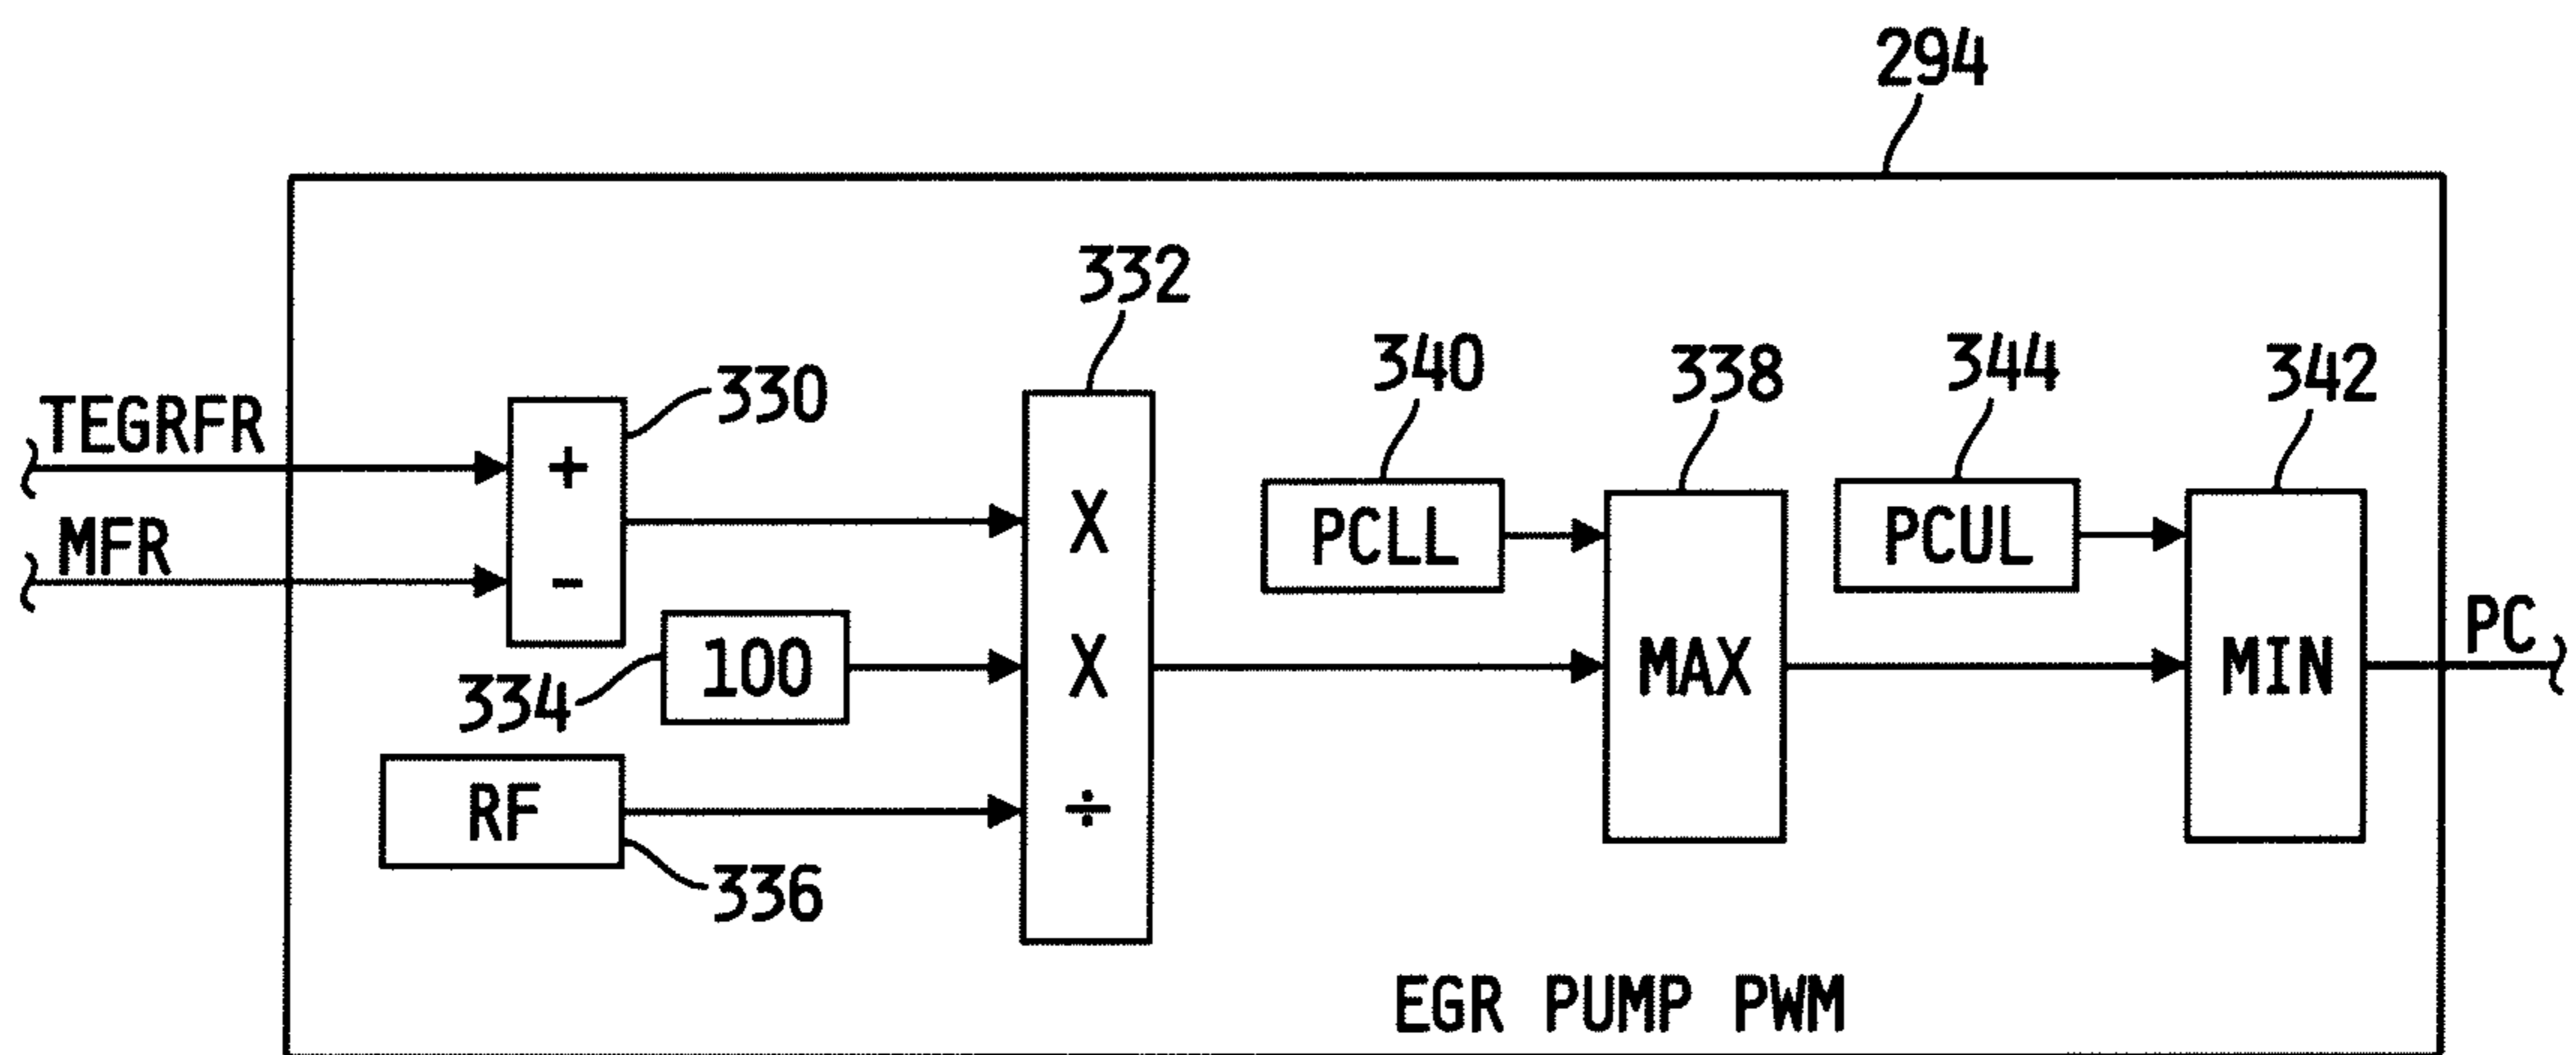 294
332
340
338
344
342
330
TEGRFR
+
MFR
-
X
PCLL
PCUL
PC
334
100
X
MAX
MIN
RF
÷
336
EGR PUMP PWM